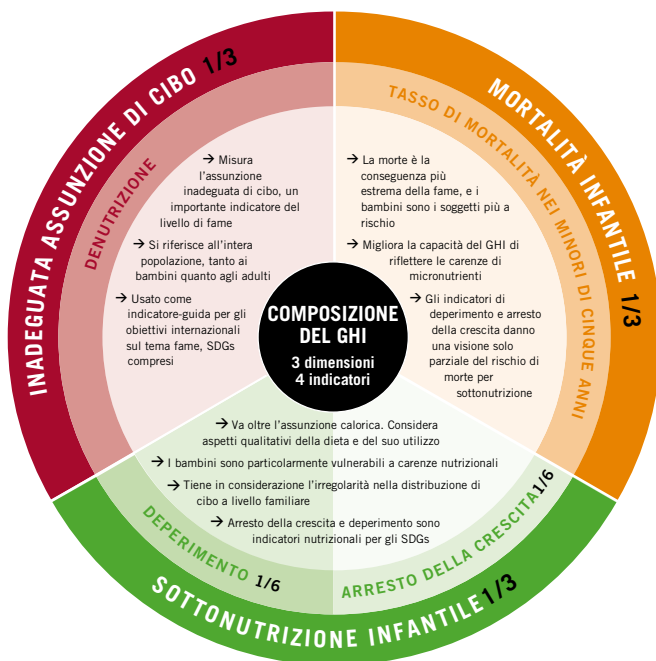 INADEGUATA ASSUNZIONE DI CIBO 1/3
DENUTRIZIONE
→ Misura
l'assunzione
inadeguata di cibo, un
importante indicatore del
livello di fame
→ Si riferisce all'intera
popolazione, tanto ai
bambini quanto agli adulti
→ Usato come
indicatore-guida per gli
obiettivi internazionali
sul tema fame, SDGs
compresi
MORTALITÀ INFANTILE 1/3
TASSO DI MORTALITÀ NEI MINORI DI CINQUE ANNI
→ La morte è la
conseguenza più
estrema della fame, e i
bambini sono i soggetti più a
rischio
→ Migliora la capacità del GHI di
riflettere le carenze di
micronutrienti
→ Gli indicatori di
deperimento e arresto
della crescita danno
una visione solo
parziale del rischio di
morte per
sottonutrizione
COMPOSIZIONE
DEL GHI
3 dimensioni
4 indicatori
→ Va oltre l'assunzione calorica. Considera
aspetti qualitativi della dieta e del suo utilizzo
→ I bambini sono particolarmente vulnerabili a carenze nutrizionali
→ Tiene in considerazione l'irregolarità nella distribuzione di
cibo a livello familiare
→ Arresto della crescita e deperimento sono
indicatori nutrizionali per gli SDGs
DEPERIMENTO 1/6
ARRESTO DELLA CRESCITA 1/6
SOTTONUTRIZIONE INFANTILE 1/3